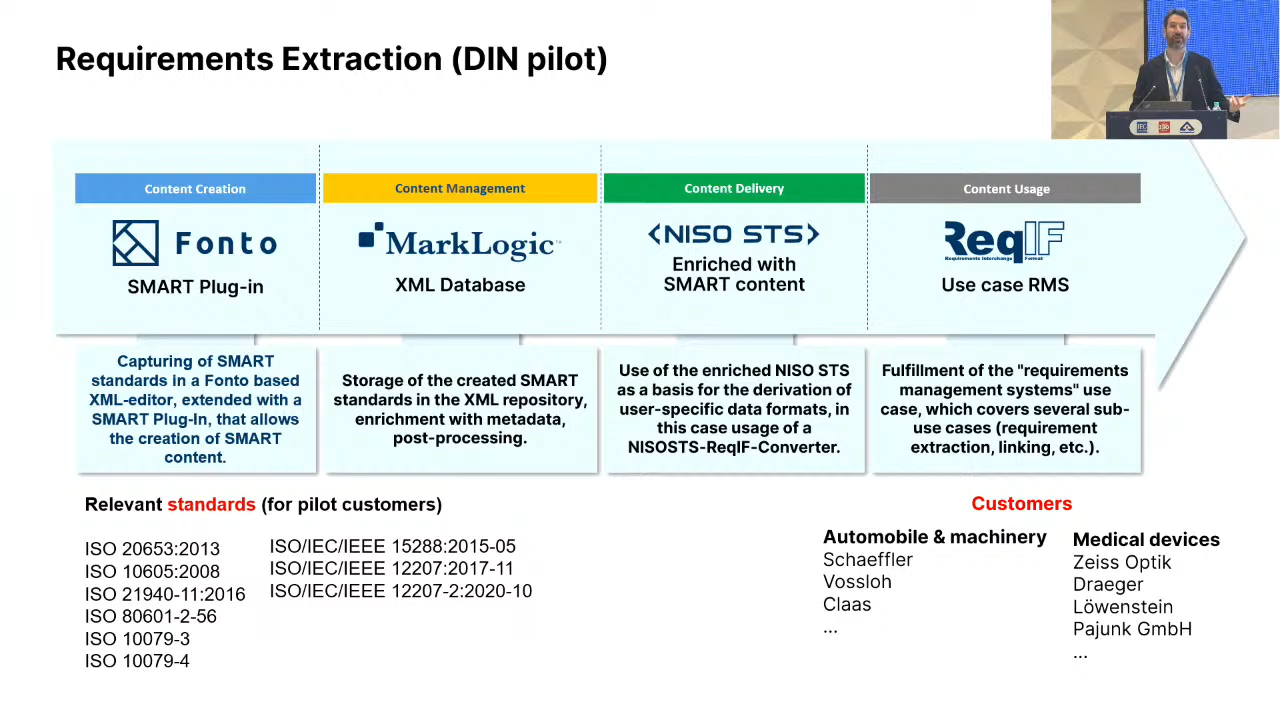 Requirements Extraction (DIN pilot)
IEC ISO
Content Creation
Content Management
Content Delivery
Content Usage
Fonto
SMART Plug-in
MarkLogic™
XML Database
<NISO STS>
Enriched with
SMART content
ReqIF
Requirements Interchange Format
Use case RMS
Capturing of SMART
standards in a Fonto based
XML-editor, extended with a
SMART Plug-In, that allows
the creation of SMART
content.
Storage of the created SMART
standards in the XML repository,
enrichment with metadata,
post-processing.
Use of the enriched NISO STS
as a basis for the derivation of
user-specific data formats, in
this case usage of a
NISOSTS-ReqIF-Converter.
Fulfillment of the "requirements
management systems" use
case, which covers several sub-
use cases (requirement
extraction, linking, etc.).
Relevant standards (for pilot customers)
ISO 20653:2013
ISO 10605:2008
ISO 21940-11:2016
ISO 80601-2-56
ISO 10079-3
ISO 10079-4
ISO/IEC/IEEE 15288:2015-05
ISO/IEC/IEEE 12207:2017-11
ISO/IEC/IEEE 12207-2:2020-10
Customers
Automobile & machinery
Schaeffler
Vossloh
Claas
...
Medical devices
Zeiss Optik
Draeger
Löwenstein
Pajunk GmbH
...